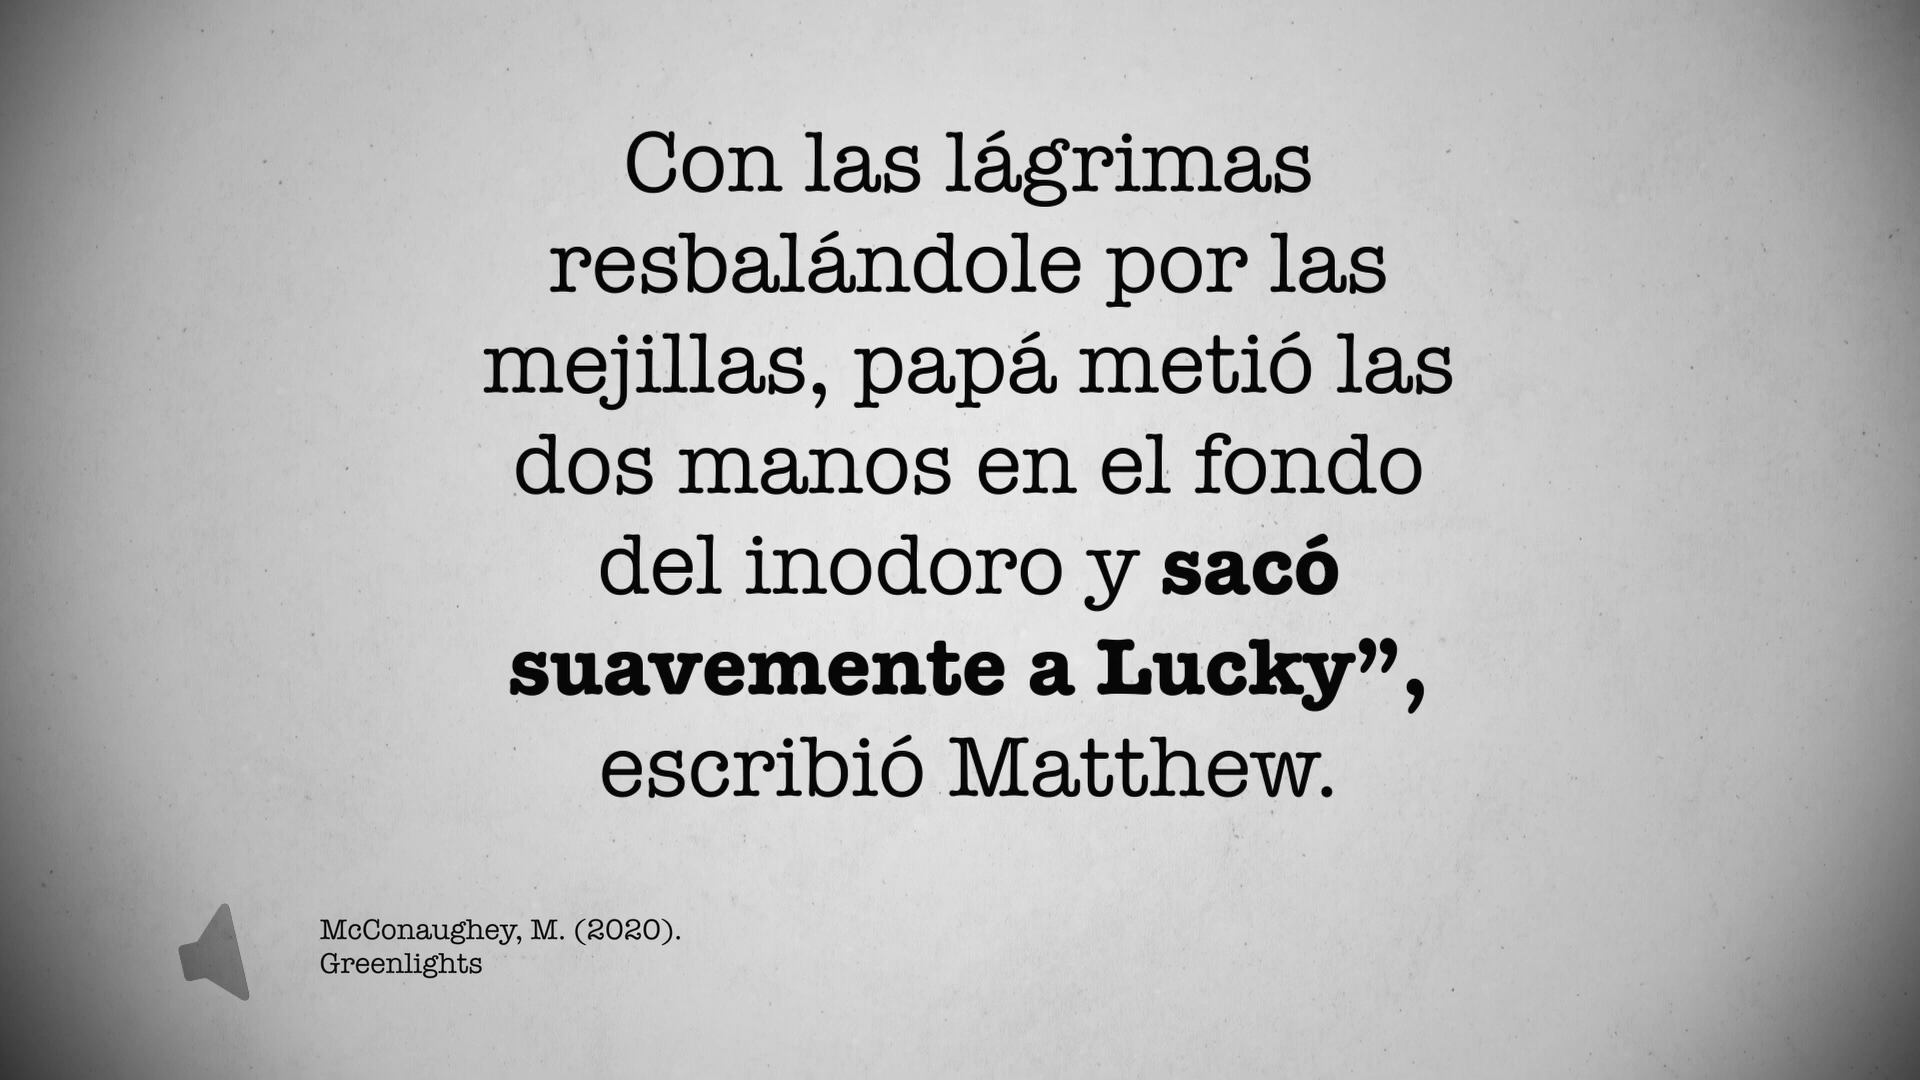 Con las lágrimas
resbalándole por las
mejillas, papá metió las
dos manos en el fondo
del inodoro y sacó
suavemente a Lucky”,
escribió Matthew.
McConaughey, M. (2020).
Greenlights